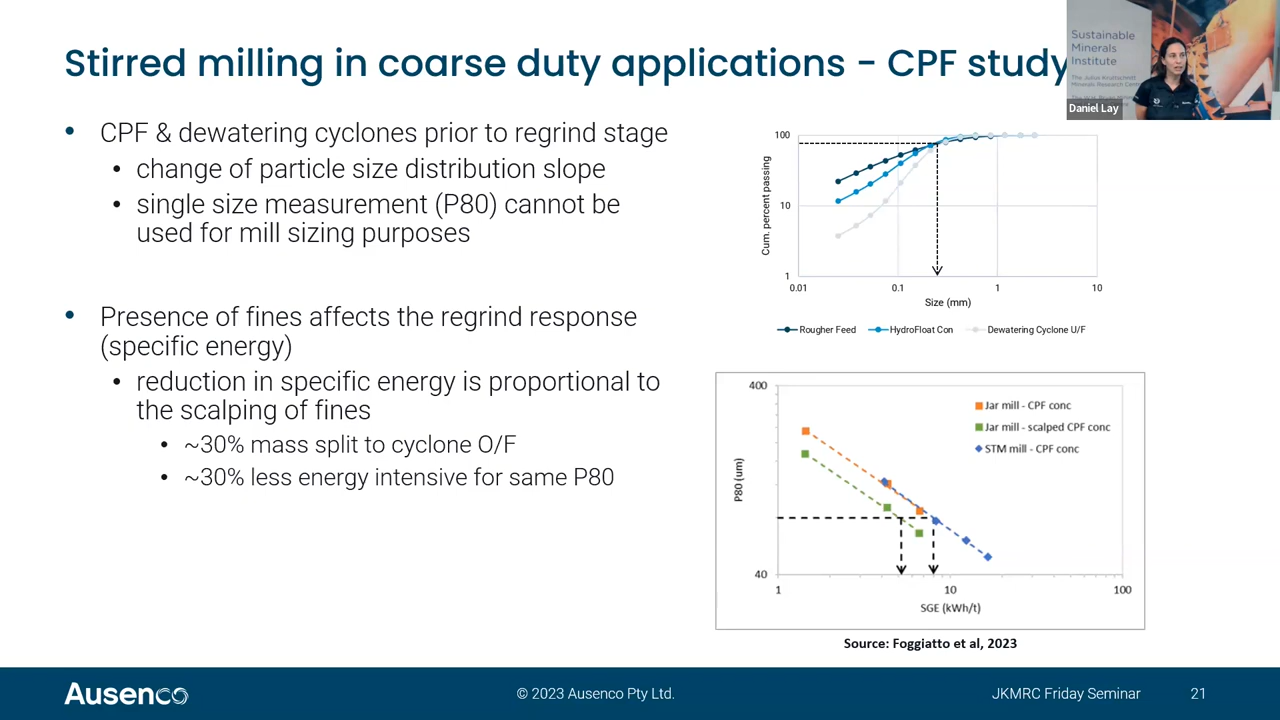 Stirred milling in coarse duty applications - CPF study
Sustainable
Minerals
Institute
Daniel Lay
CPF & dewatering cyclones prior to regrind stage
change of particle size distribution slope
single size measurement (P80) cannot be
used for mill sizing purposes
Presence of fines affects the regrind response
(specific energy)
reduction in specific energy is proportional to
the scalping of fines
~30% mass split to cyclone O/F
~30% less energy intensive for same P80
100
10
1
Cum. percent passing
0.01 0.1 1 10
Size (mm)
Rougher Feed HydroFloat Con Dewatering Cyclone U/F
400
40
P80 (um)
Jar mill - CPF conc
Jar mill - scalped CPF conc
STM mill - CPF conc
1 10 100
SGE (kWh/t)
Source: Foggiatto et al, 2023
Ausenco
© 2023 Ausenco Pty Ltd.
JKMRC Friday Seminar 21